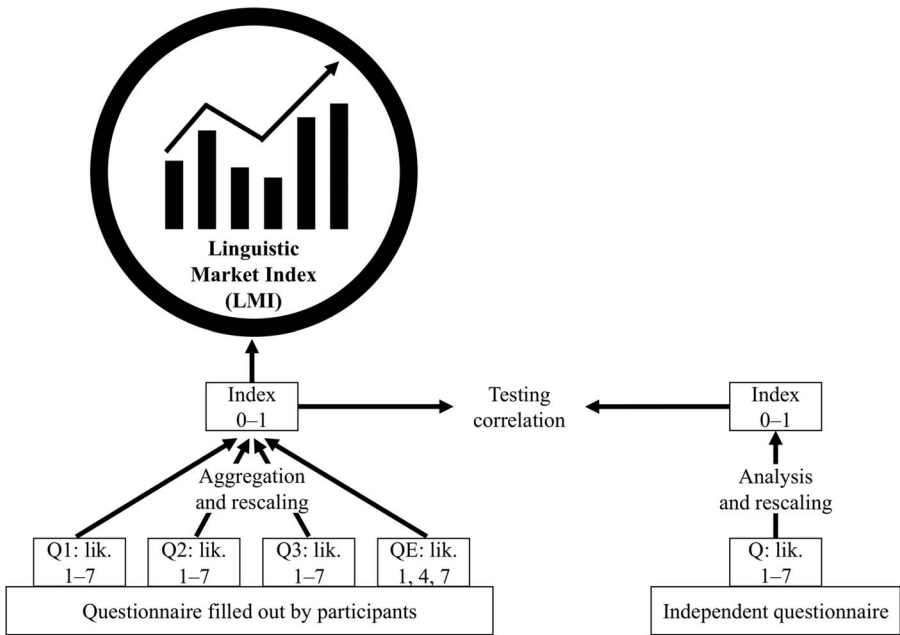 Linguistic
Market Index
(LMI)
Index
0–1
Testing
correlation
Index
0–1
Aggregation
and rescaling
Analysis
and rescaling
Q1: lik.
1–7
Q2: lik.
1–7
Q3: lik.
1–7
QE: lik.
1, 4, 7
Q: lik.
1–7
Questionnaire filled out by participants
Independent questionnaire